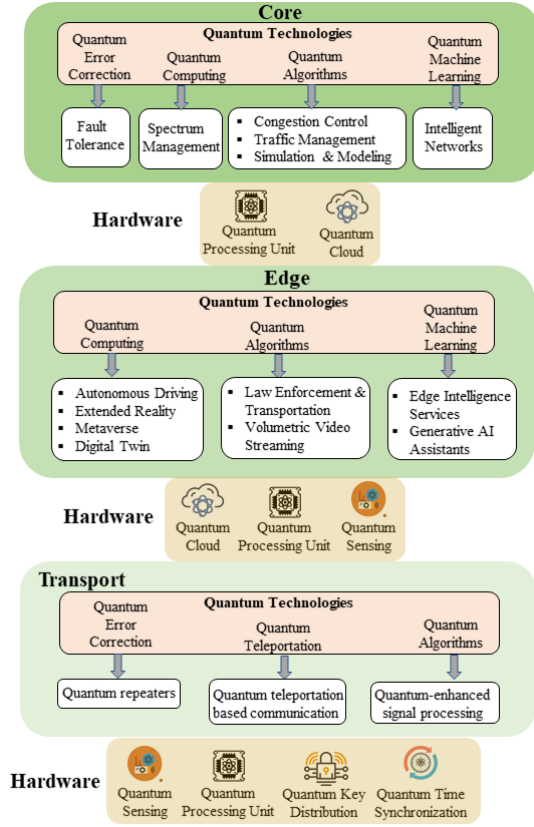 Core
Quantum Technologies
Quantum
Error
Correction
Quantum
Computing
Quantum
Algorithms
Quantum
Machine
Learning
Fault
Tolerance
Spectrum
Management
▪ Congestion Control
▪ Traffic Management
▪ Simulation & Modeling
Intelligent
Networks
Hardware
Quantum
Processing Unit
Quantum
Cloud
Edge
Quantum Technologies
Quantum
Computing
Quantum
Algorithms
Quantum
Machine
Learning
▪ Autonomous Driving
▪ Extended Reality
▪ Metaverse
▪ Digital Twin
▪ Law Enforcement &
Transportation
▪ Volumetric Video
Streaming
▪ Edge Intelligence
Services
▪ Generative AI
Assistants
Hardware
Quantum
Cloud
Quantum
Processing Unit
Quantum
Sensing
Transport
Quantum Technologies
Quantum
Error
Correction
Quantum
Teleportation
Quantum
Algorithms
Quantum repeaters
Quantum teleportation
based communication
Quantum-enhanced
signal processing
Hardware
Quantum
Sensing
Quantum
Processing Unit
Quantum Key
Distribution
Quantum Time
Synchronization